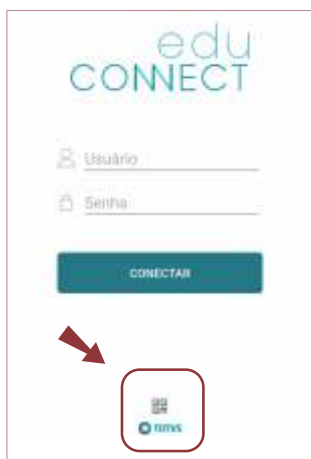 edu
CONNECT
Usuário
Senha
CONECTAR
TOTVS